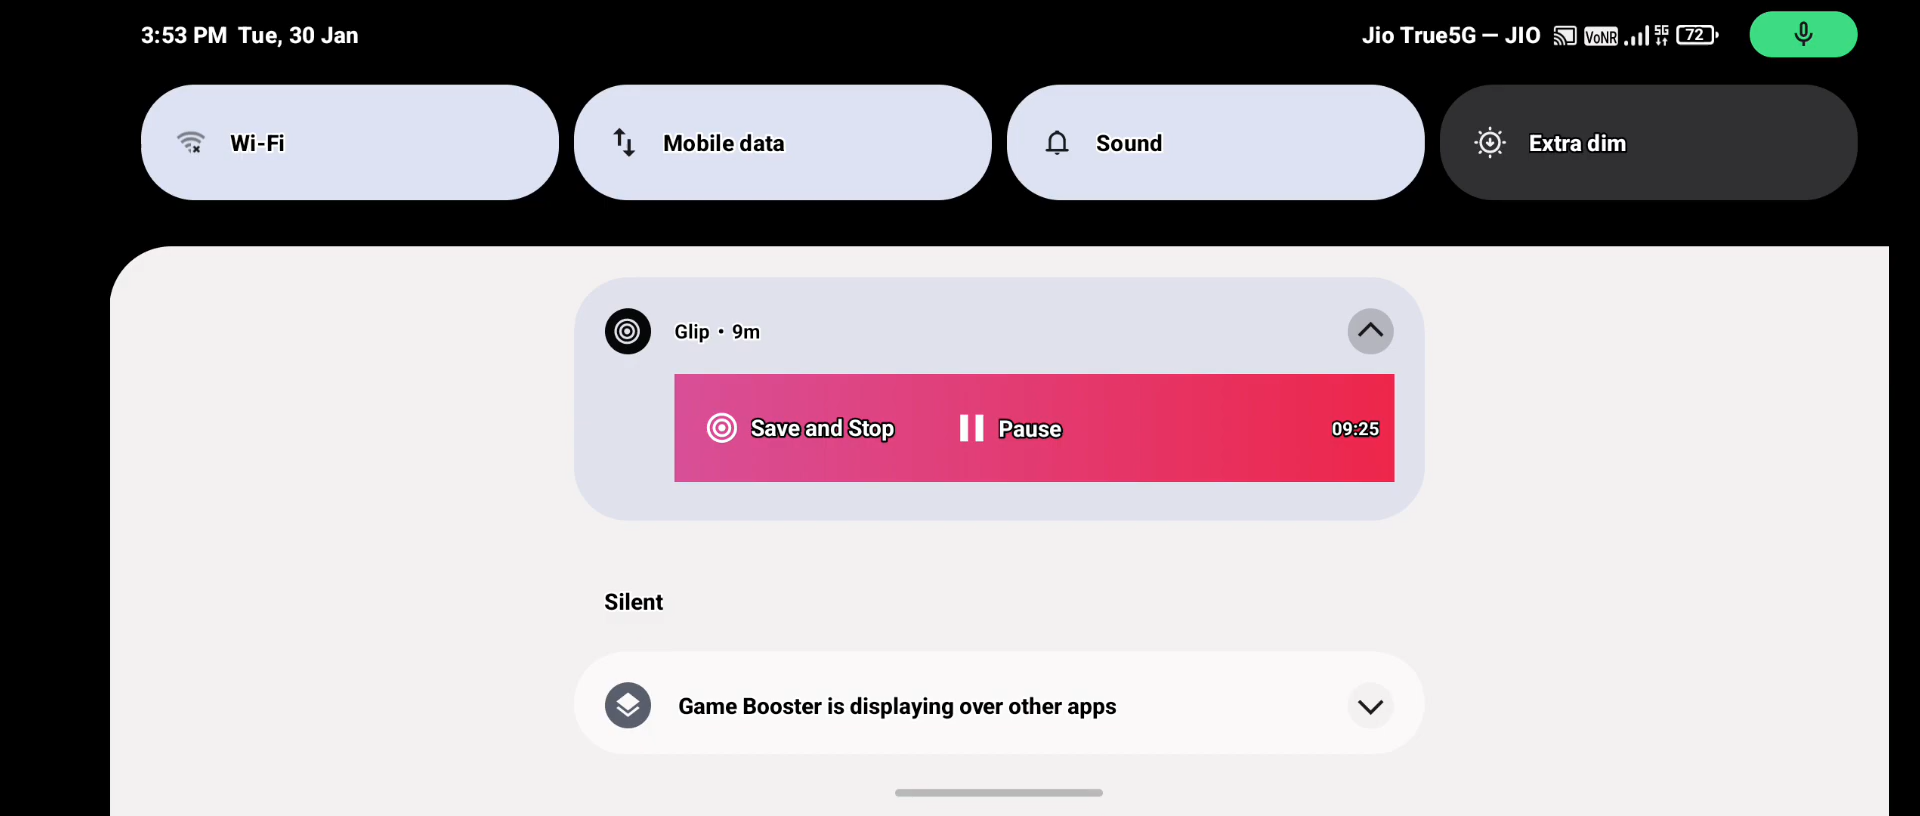 3:53 PM Tue, 30 Jan
Jio True5G — JIO VoNR 5G 72
Wi-Fi
Mobile data
Sound
Extra dim
Glip • 9m
Save and Stop
Pause
09:25
Silent
Game Booster is displaying over other apps